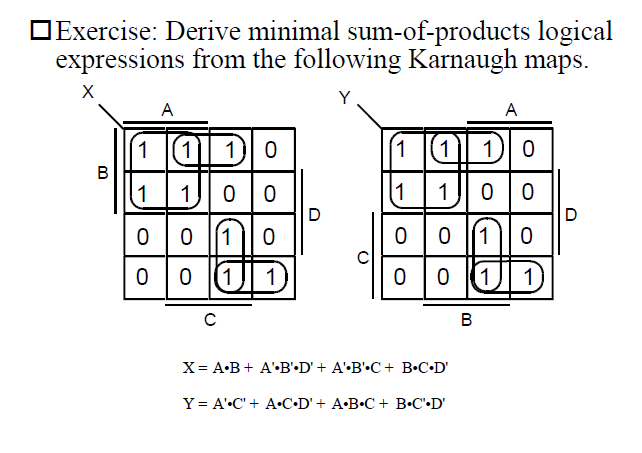 Exercise: Derive minimal sum-of-products logical
expressions from the following Karnaugh maps.
X Y
A A
1 1 1 0 1 1 1 0
B
1 1 0 0 1 1 0 0
D D
0 0 1 0 0 0 1 0
C
0 0 1 1 0 0 1 1
C B
X = A•B + A'•B'•D' + A'•B'•C + B•C•D'
Y = A'•C' + A•C•D' + A•B•C + B•C'•D'